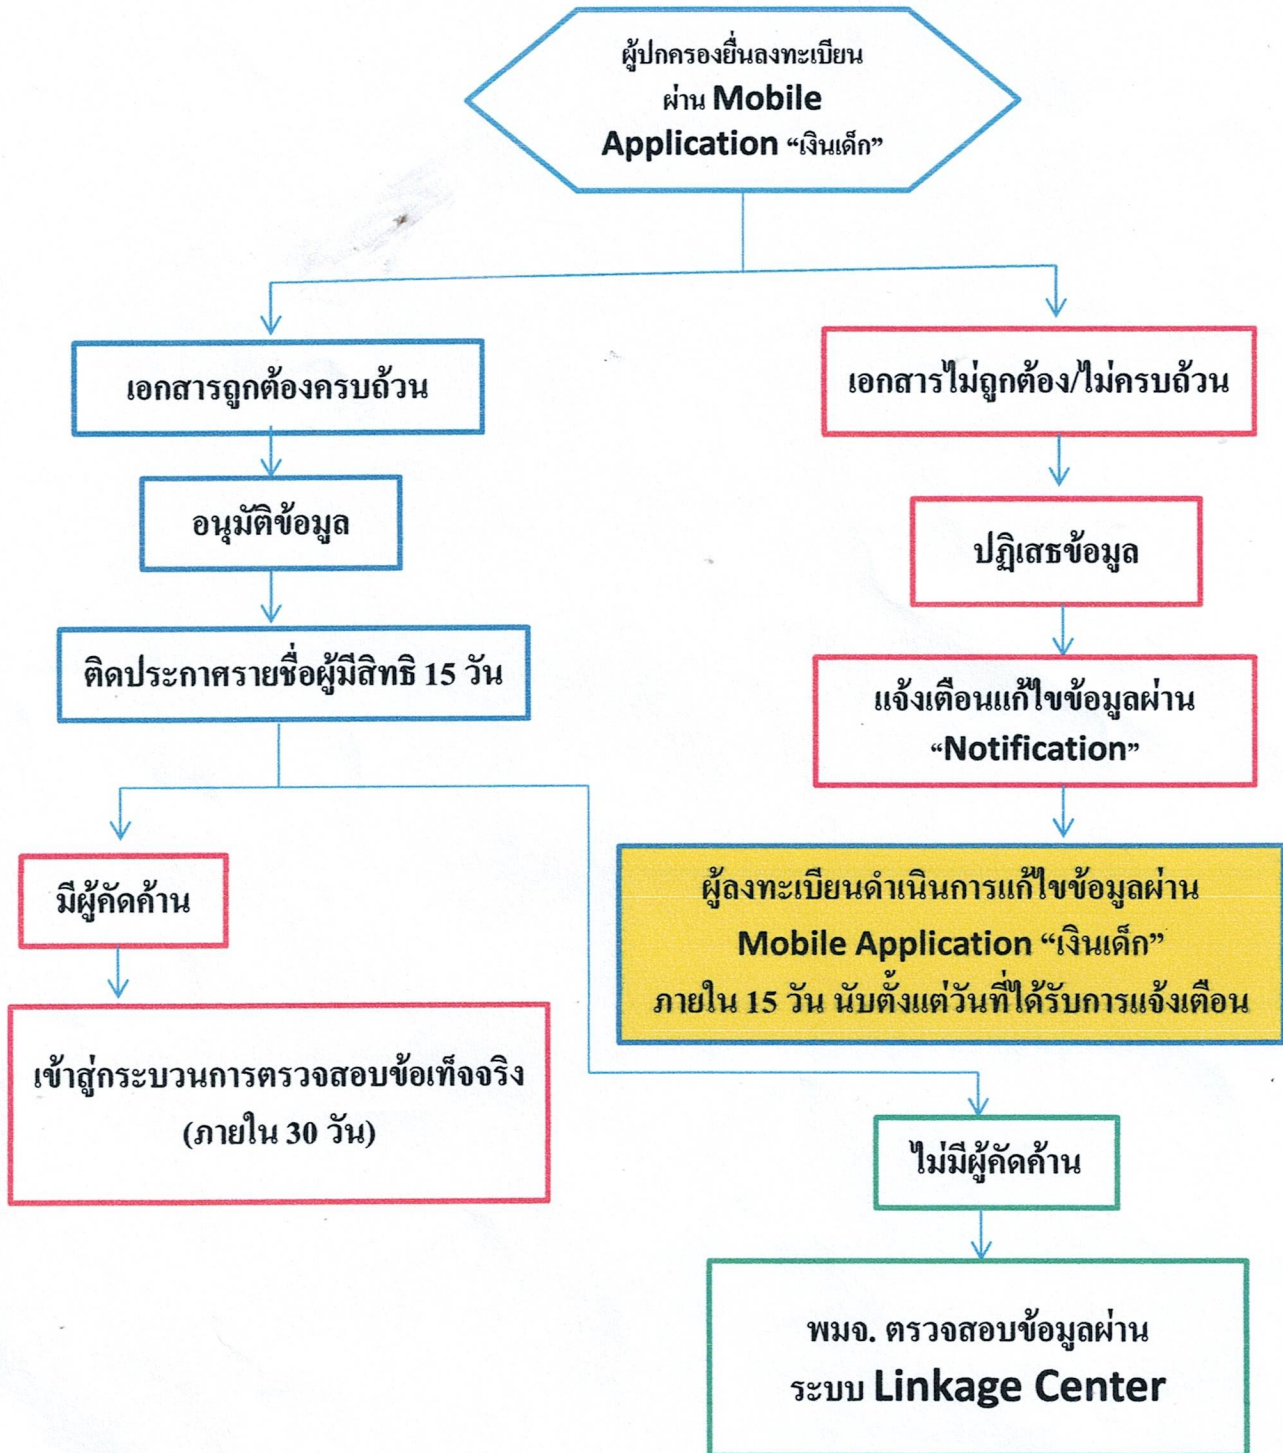 ผู้ปกครองยื่นลงทะเบียน
ผ่าน Mobile
Application “เงินเด็ก”
เอกสารถูกต้องครบถ้วน
เอกสารไม่ถูกต้อง/ไม่ครบถ้วน
อนุมัติข้อมูล
ปฏิเสธข้อมูล
ติดประกาศรายชื่อผู้มีสิทธิ 15 วัน
แจ้งเตือนแก้ไขข้อมูลผ่าน
“Notification”
มีผู้คัดค้าน
ผู้ลงทะเบียนดำเนินการแก้ไขข้อมูลผ่าน
Mobile Application “เงินเด็ก”
ภายใน 15 วัน นับตั้งแต่วันที่ได้รับการแจ้งเตือน
เข้าสู่กระบวนการตรวจสอบข้อเท็จจริง
(ภายใน 30 วัน)
ไม่มีผู้คัดค้าน
พมจ. ตรวจสอบข้อมูลผ่าน
ระบบ Linkage Center